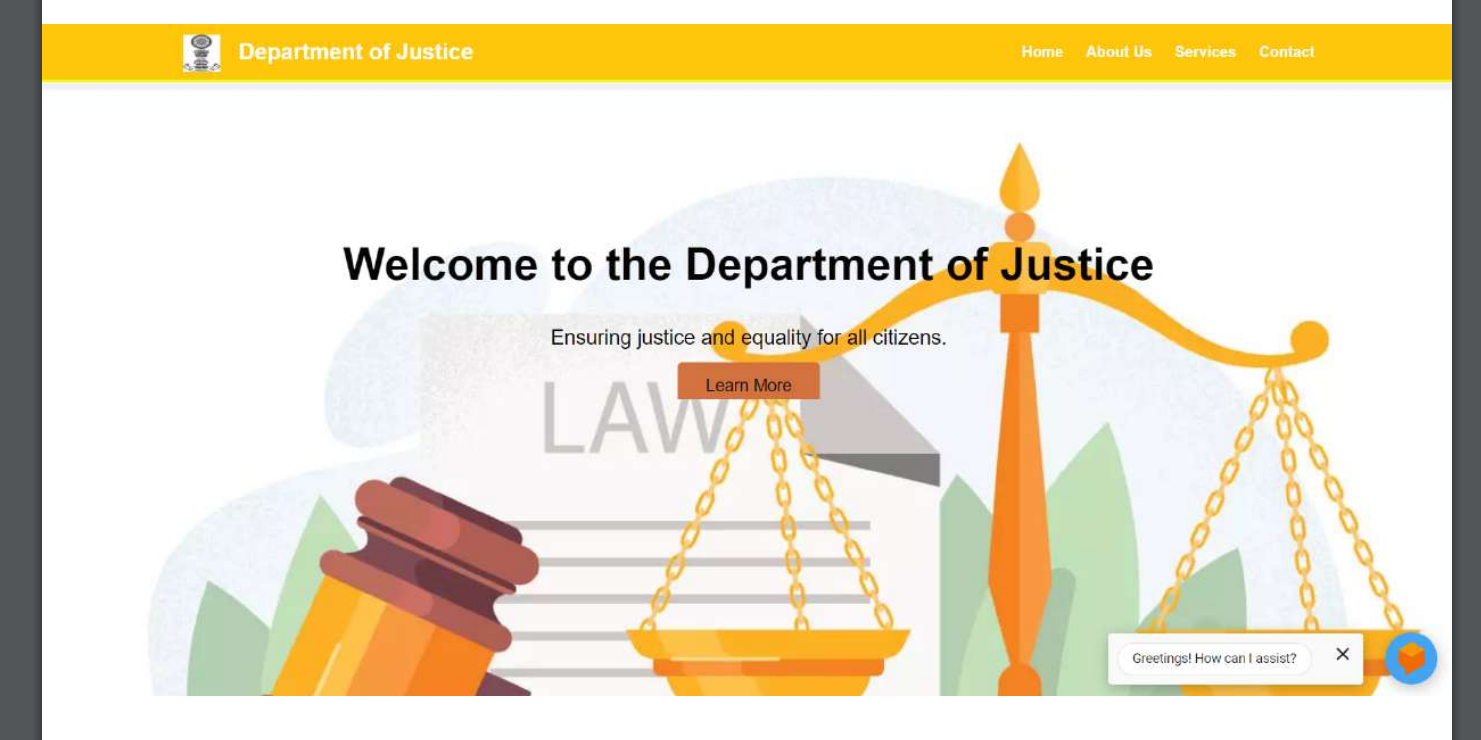 Department of Justice
Home About Us Services Contact
Welcome to the Department of Justice
Ensuring justice and equality for all citizens.
Learn More
LAW
Greetings! How can I assist?